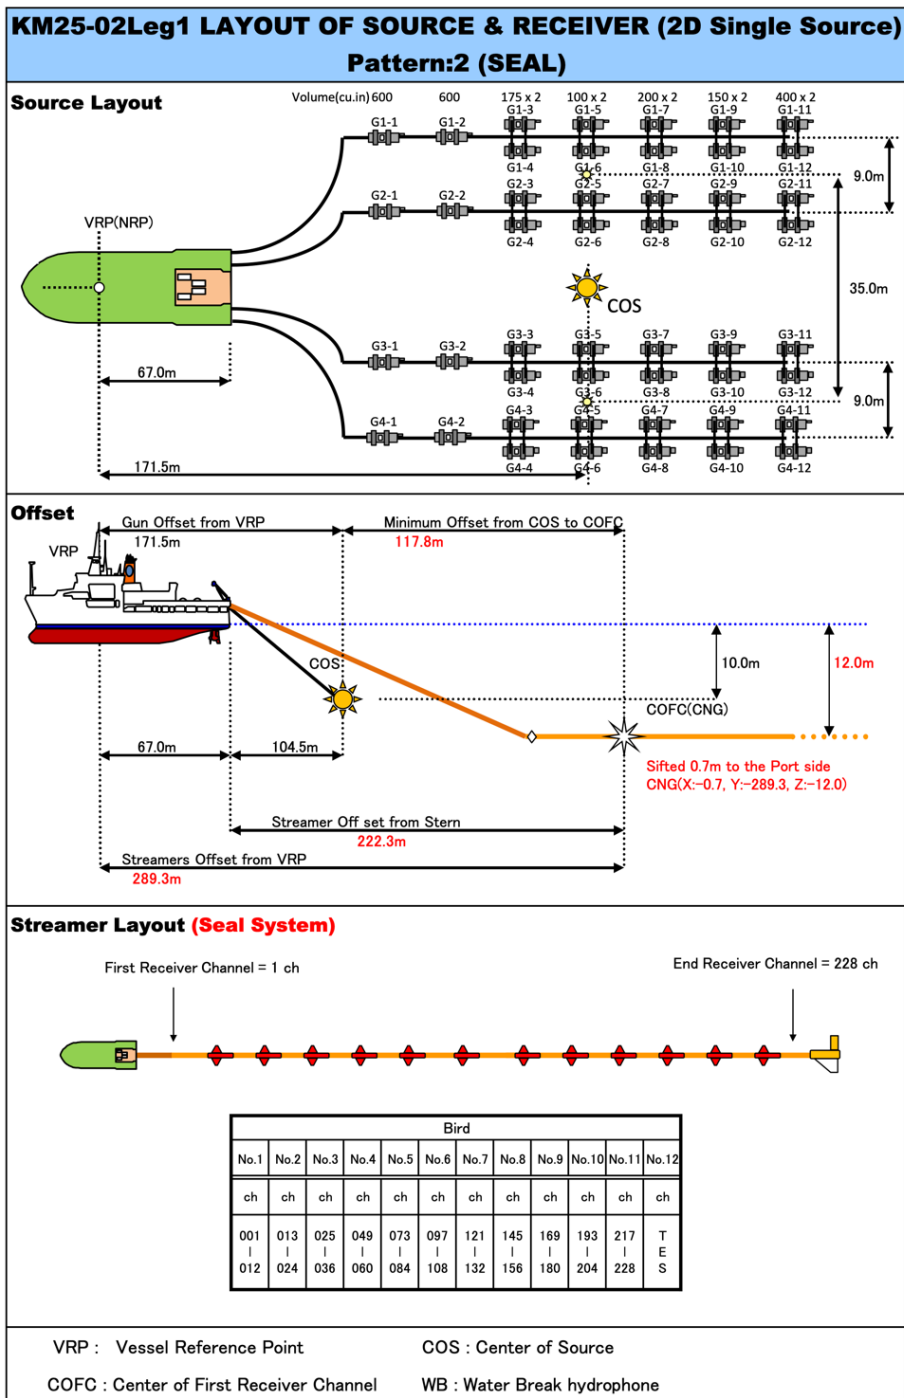 KM25-02Leg1 LAYOUT OF SOURCE & RECEIVER (2D Single Source)
Pattern:2 (SEAL)
Source Layout
Volume(cu.in) 600 600 175 x 2 100 x 2 200 x 2 150 x 2 400 x 2
G1-1 G1-2 G1-3 G1-5 G1-7 G1-9 G1-11
G1-4 G1-6 G1-8 G1-10 G1-12
9.0m
G2-1 G2-2 G2-3 G2-5 G2-7 G2-9 G2-11
VRP(NRP)
G2-4 G2-6 G2-8 G2-10 G2-12
COS
35.0m
G3-1 G3-2 G3-3 G3-5 G3-7 G3-9 G3-11
67.0m
G3-4 G3-6 G3-8 G3-10 G3-12
9.0m
G4-1 G4-2 G4-3 G4-5 G4-7 G4-9 G4-11
171.5m
G4-4 G4-6 G4-8 G4-10 G4-12
Offset
Gun Offset from VRP
171.5m
Minimum Offset from COS to COFC
117.8m
VRP
COS
10.0m
12.0m
COFC(CNG)
67.0m
104.5m
Sifted 0.7m to the Port side
CNG(X:-0.7, Y:-289.3, Z:-12.0)
Streamer Off set from Stern
222.3m
Streamers Offset from VRP
289.3m
Streamer Layout (Seal System)
First Receiver Channel = 1 ch
End Receiver Channel = 228 ch
Bird
No.1 No.2 No.3 No.4 No.5 No.6 No.7 No.8 No.9 No.10 No.11 No.12
ch ch ch ch ch ch ch ch ch ch ch ch
001 013 025 049 073 097 121 145 169 193 217 T
| | | | | | | | | | | E
012 024 036 060 084 108 132 156 180 204 228 S
VRP : Vessel Reference Point
COS : Center of Source
COFC : Center of First Receiver Channel
WB : Water Break hydrophone